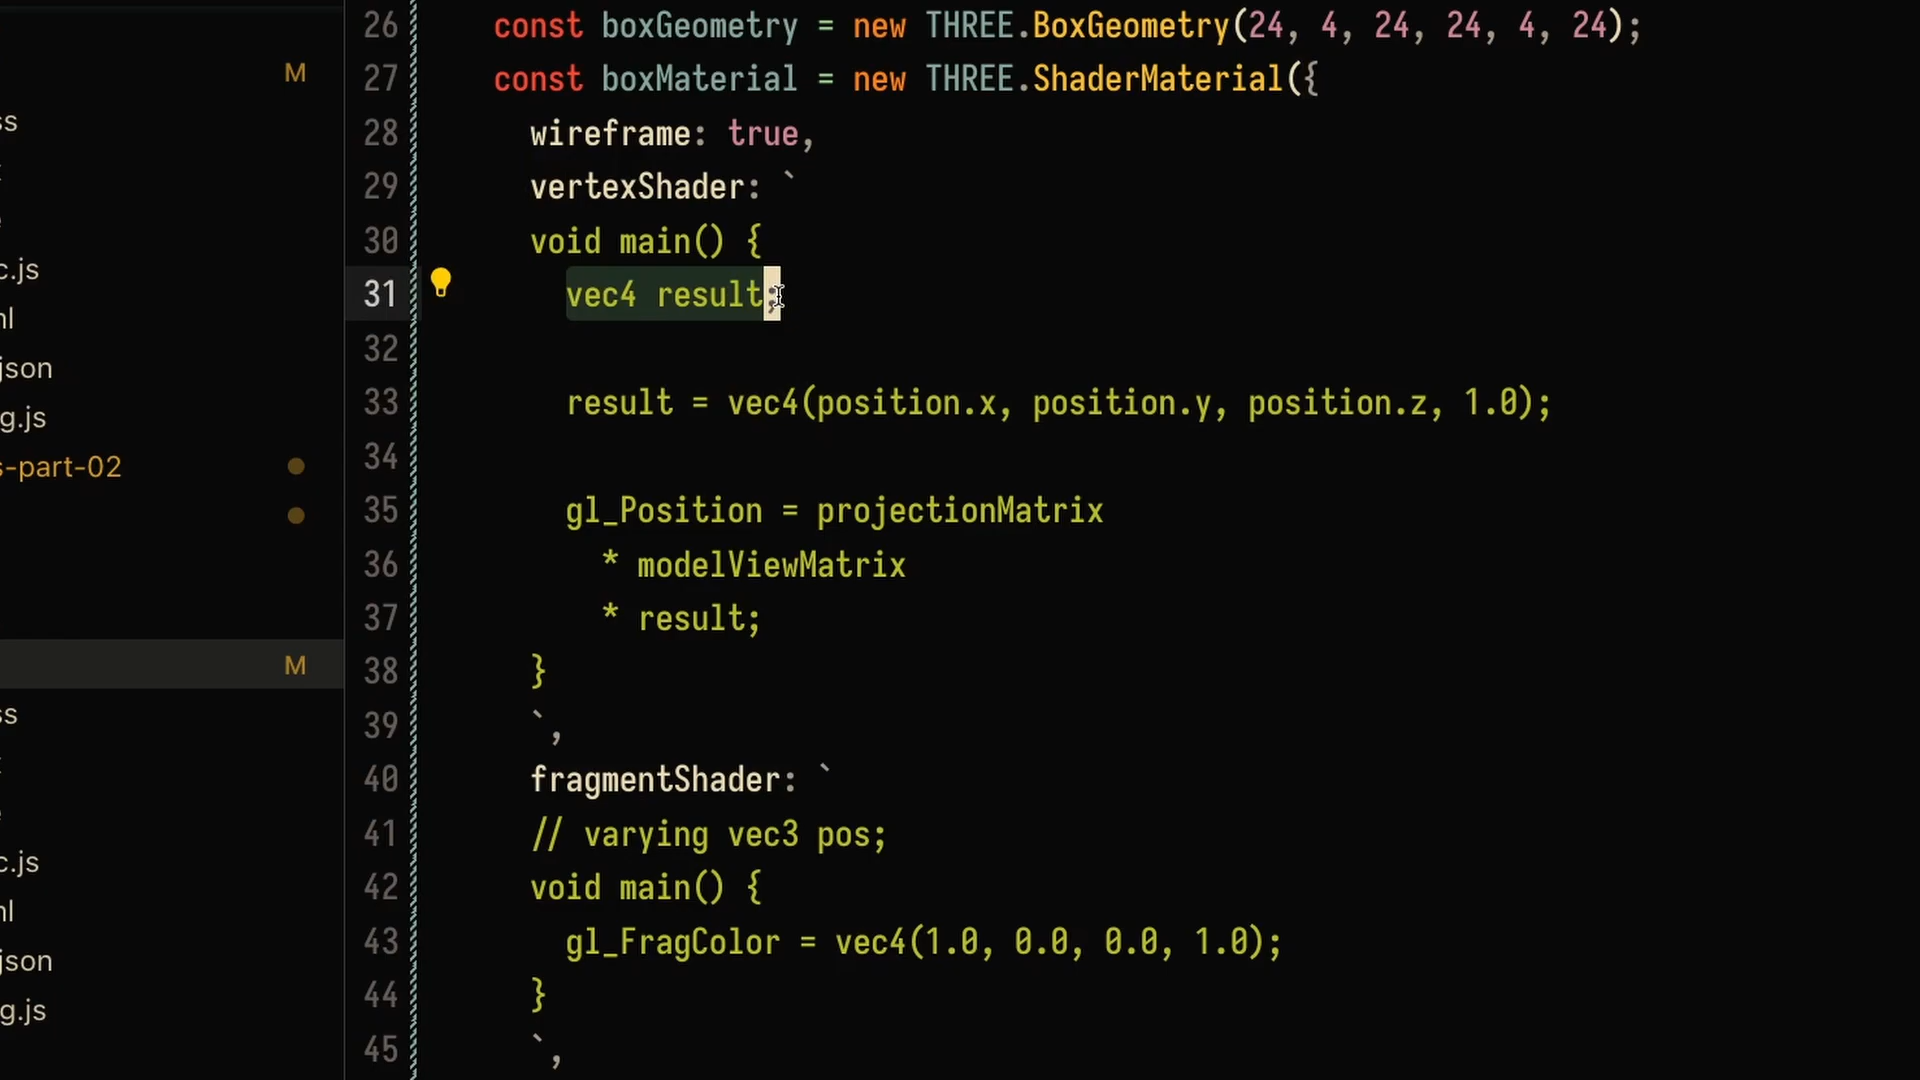 M
ss
c.js
ml
json
g.js
s-part-02
M
ss
c.js
ml
json
g.js
26 const boxGeometry = new THREE.BoxGeometry(24, 4, 24, 24, 4, 24);
27 const boxMaterial = new THREE.ShaderMaterial({
28 wireframe: true,
29 vertexShader: `
30 void main() {
31 vec4 result;
32
33 result = vec4(position.x, position.y, position.z, 1.0);
34
35 gl_Position = projectionMatrix
36 * modelViewMatrix
37 * result;
38 }
39 `,
40 fragmentShader: `
41 // varying vec3 pos;
42 void main() {
43 gl_FragColor = vec4(1.0, 0.0, 0.0, 1.0);
44 }
45 `,